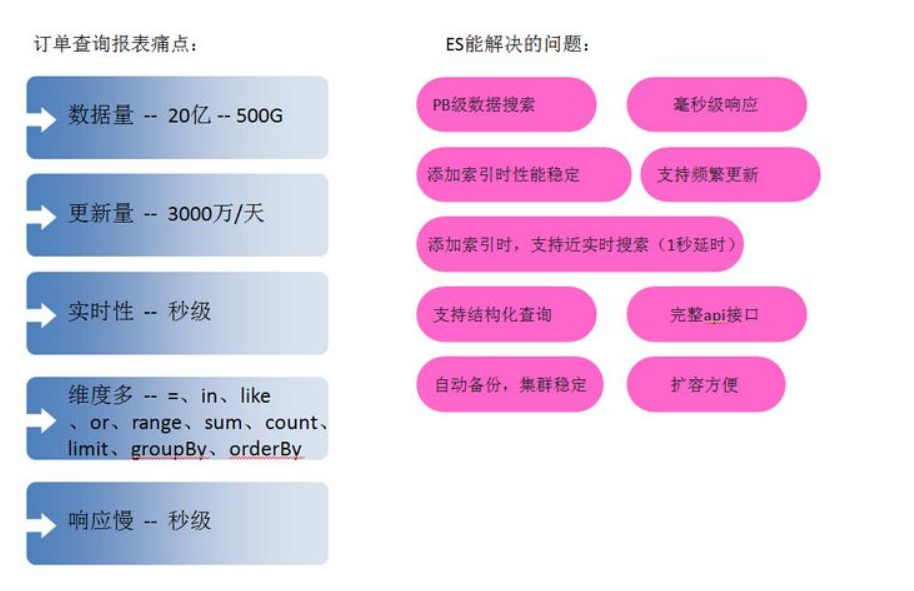 订单查询报表痛点：
数据量 -- 20亿 -- 500G
更新量 -- 3000万/天
实时性 -- 秒级
维度多 -- =、in、like
、or、range、sum、count、
limit、groupBy、orderBy
响应慢 -- 秒级
ES能解决的问题：
PB级数据搜索
毫秒级响应
添加索引时性能稳定
支持频繁更新
添加索引时，支持近实时搜索（1秒延时）
支持结构化查询
完整api接口
自动备份，集群稳定
扩容方便